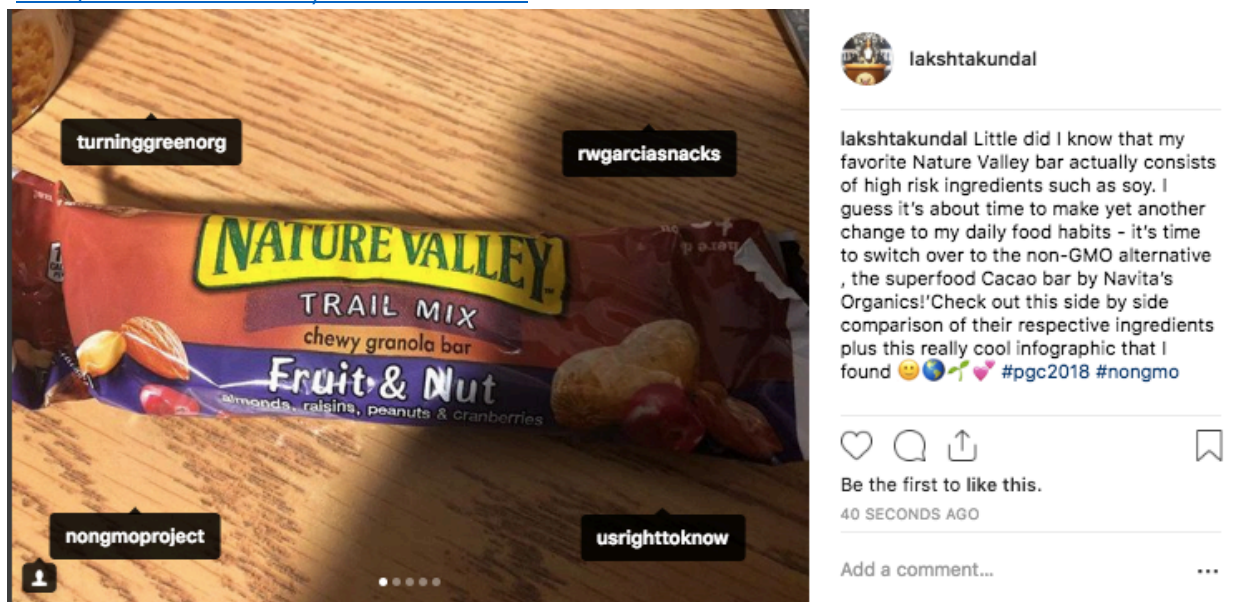 turninggreenorg
rwgarciasnacks
NATURE VALLEY
TRAIL MIX
chewy granola bar
Fruit & Nut
almonds, raisins, peanuts & cranberries
nongmoproject
usrighttoknow
lakshtakundal
lakshtakundal Little did I know that my
favorite Nature Valley bar actually consists
of high risk ingredients such as soy. I
guess it's about time to make yet another
change to my daily food habits - it's time
to switch over to the non-GMO alternative
, the superfood Cacao bar by Navita's
Organics!'Check out this side by side
comparison of their respective ingredients
plus this really cool infographic that I
found 🙂🌎🌱💕 #pgc2018 #nongmo
Be the first to like this.
40 SECONDS AGO
Add a comment...